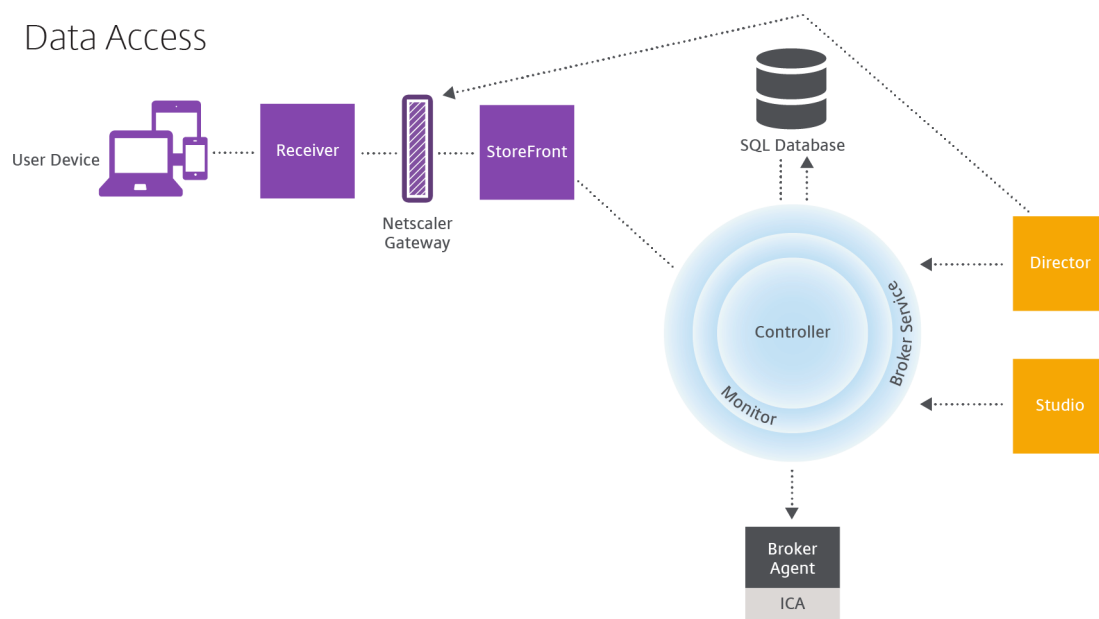 Data Access
User Device
Receiver
Netscaler
Gateway
StoreFront
SQL Database
Controller
Monitor
Broker Service
Director
Studio
Broker
Agent
ICA